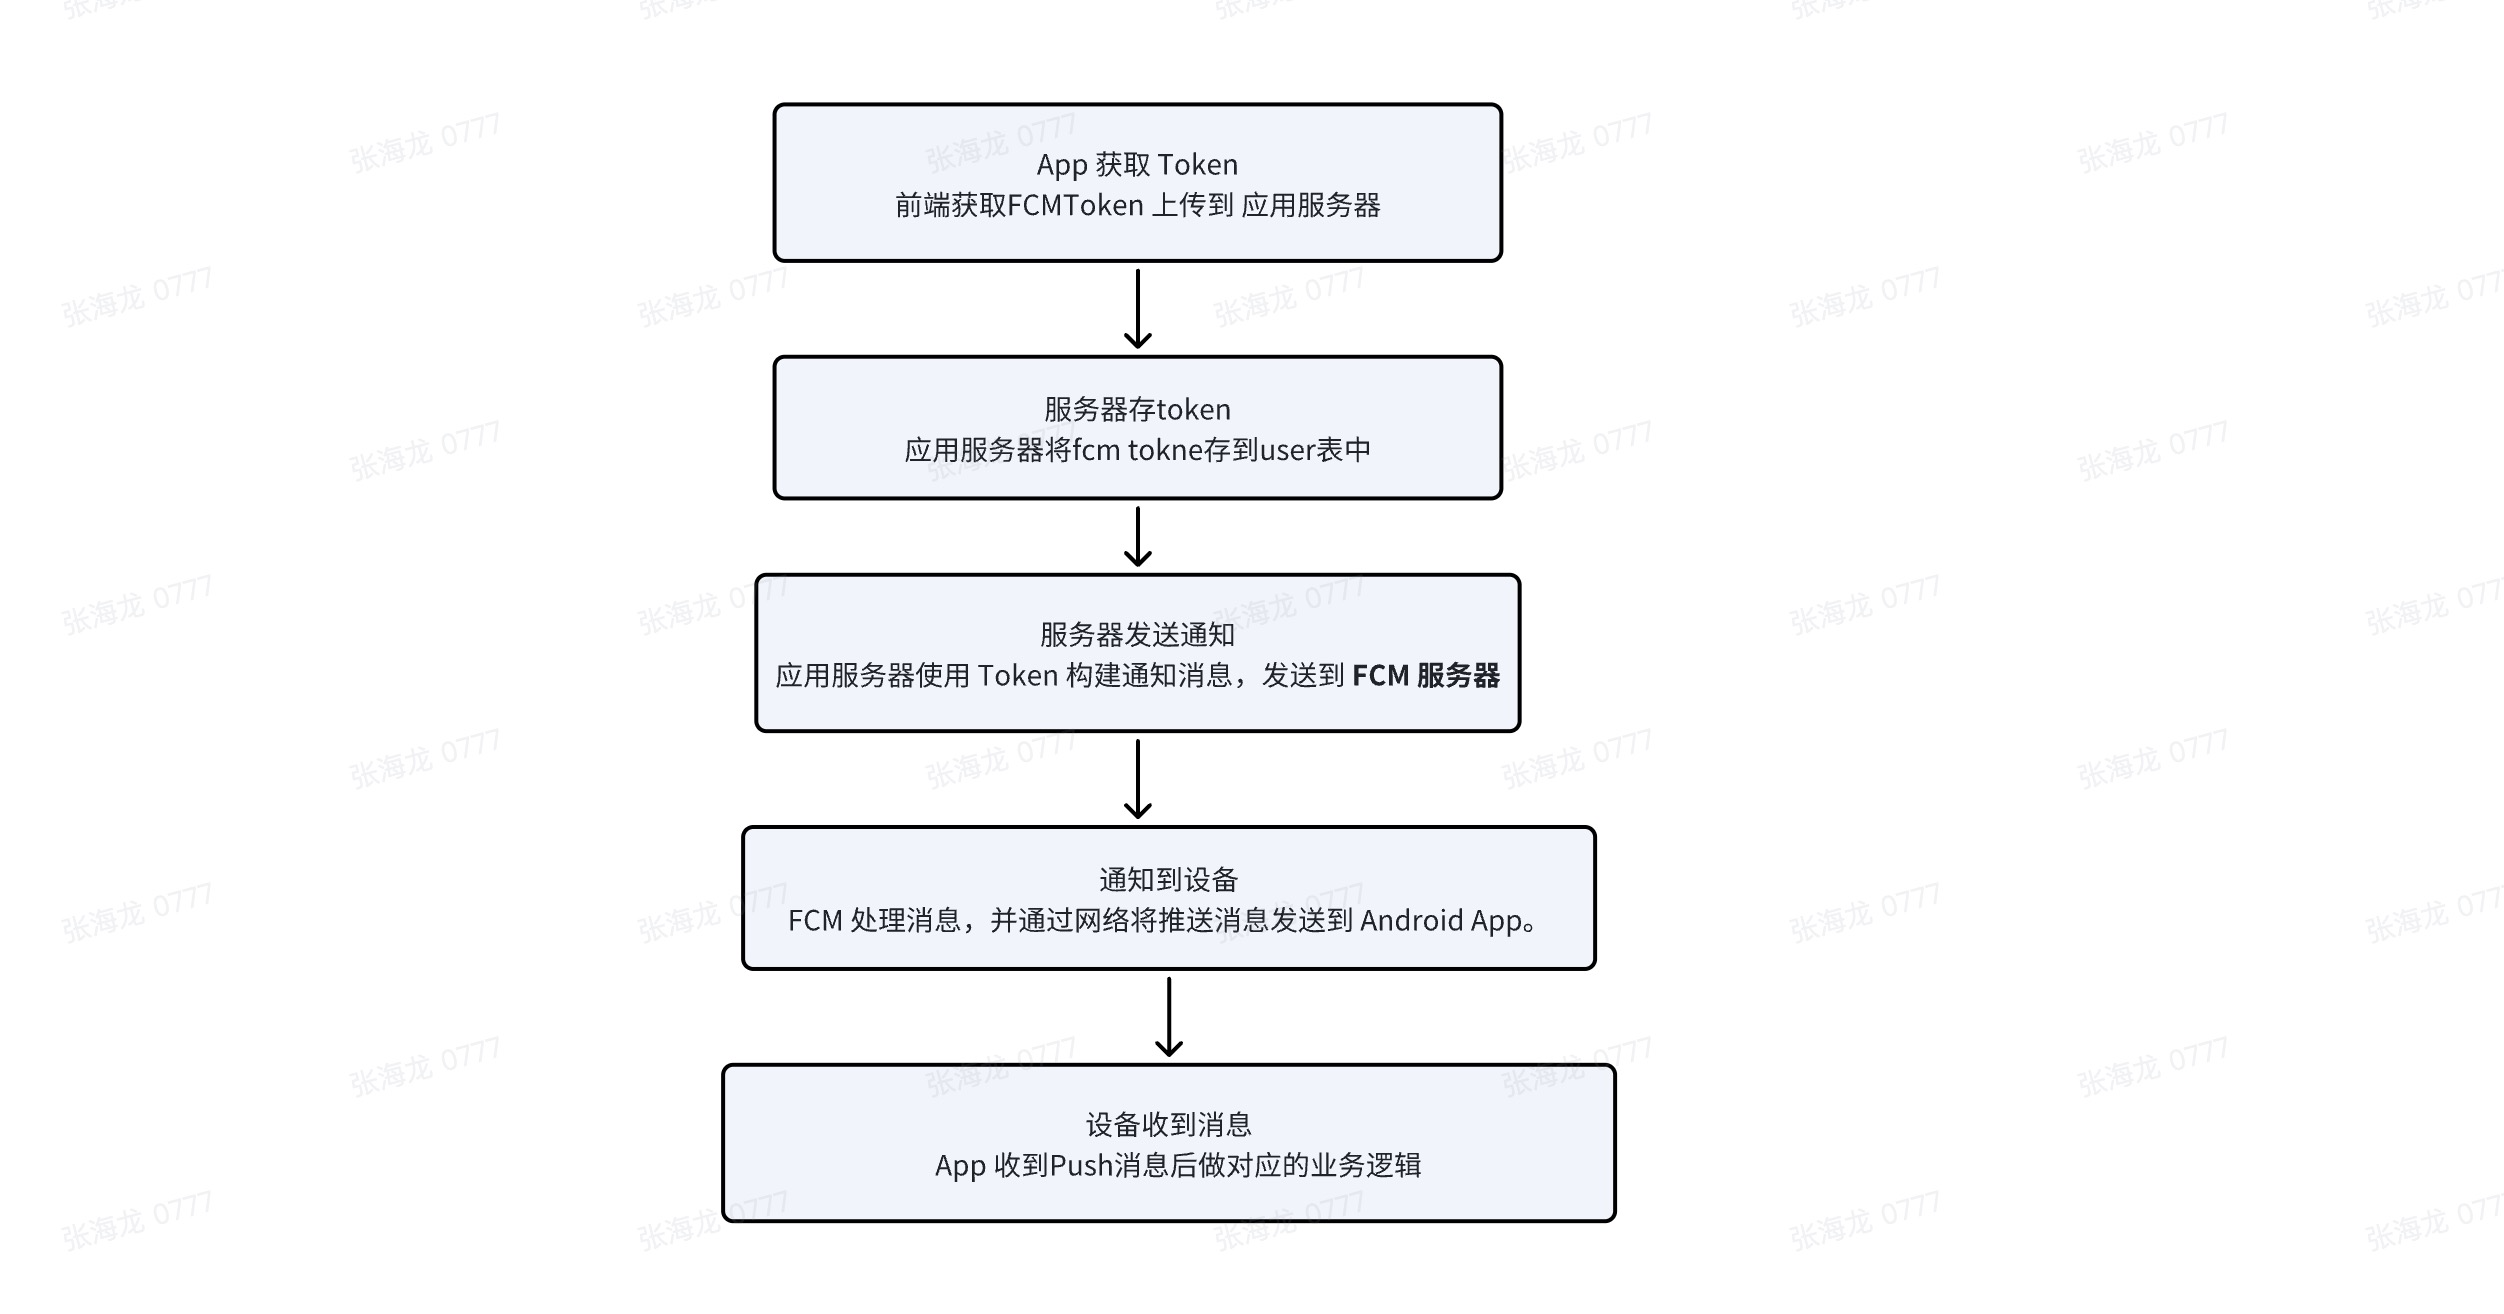 App 获取 Token
前端获取FCMToken 上传到 应用服务器
服务器存token
应用服务器将fcm tokne存到user表中
服务器发送通知
应用服务器使用 Token 构建通知消息，发送到 FCM 服务器
通知到设备
FCM 处理消息，并通过网络将推送消息发送到 Android App。
设备收到消息
App 收到Push消息后做对应的业务逻辑
张海龙 0777